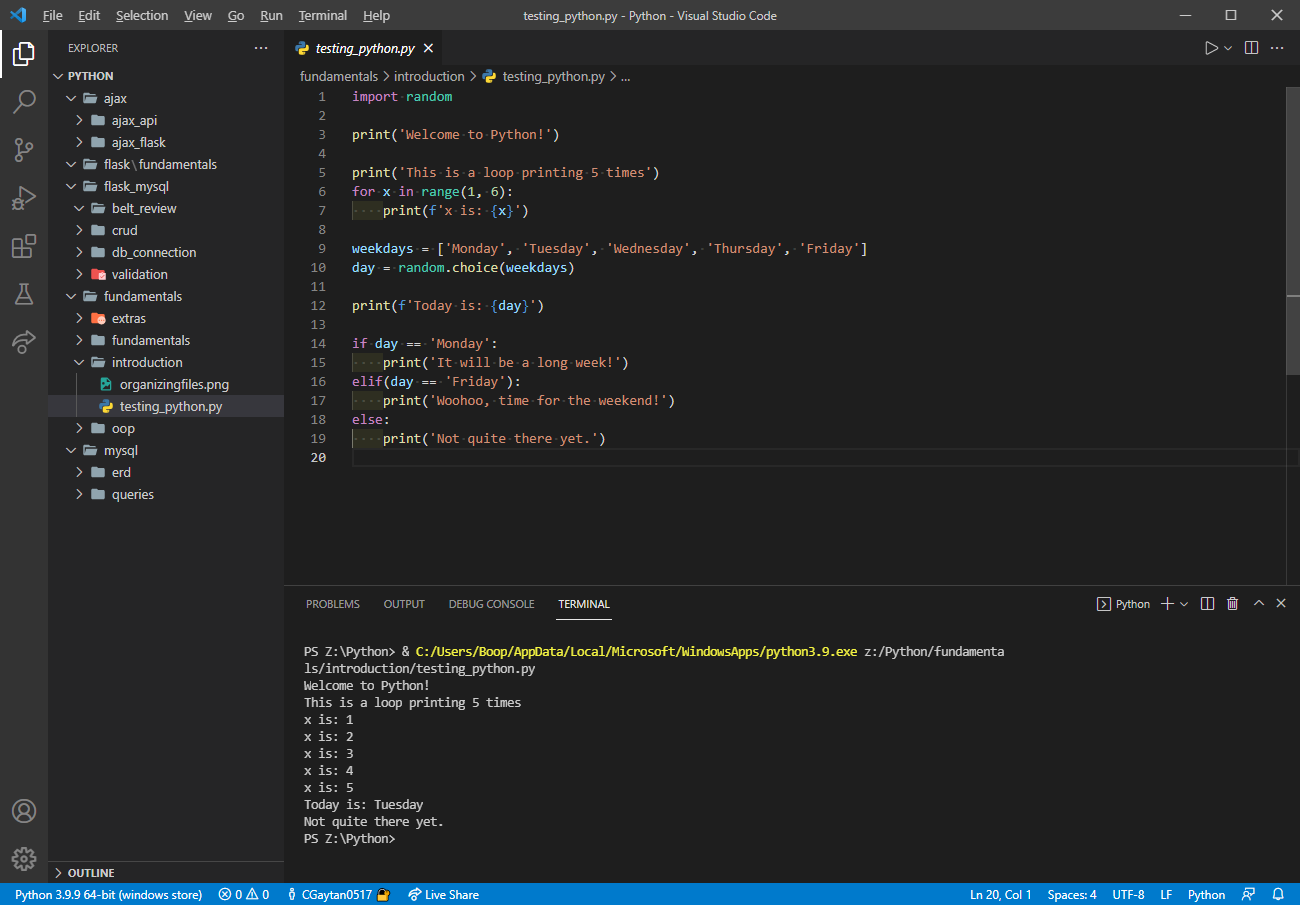 File Edit Selection View Go Run Terminal Help testing_python.py - Python - Visual Studio Code
EXPLORER
PYTHON
ajax
ajax_api
ajax_flask
flask\fundamentals
flask_mysql
belt_review
crud
db_connection
validation
fundamentals
extras
fundamentals
introduction
organizingfiles.png
testing_python.py
oop
mysql
erd
queries
OUTLINE
testing_python.py
fundamentals > introduction > testing_python.py > ...
1 import random
2
3 print('Welcome to Python!')
4
5 print('This is a loop printing 5 times')
6 for x in range(1, 6):
7     print(f'x is: {x}')
8
9 weekdays = ['Monday', 'Tuesday', 'Wednesday', 'Thursday', 'Friday']
10 day = random.choice(weekdays)
11
12 print(f'Today is: {day}')
13
14 if day == 'Monday':
15     print('It will be a long week!')
16 elif(day == 'Friday'):
17     print('Woohoo, time for the weekend!')
18 else:
19     print('Not quite there yet.')
20
PROBLEMS OUTPUT DEBUG CONSOLE TERMINAL Python
PS Z:\Python> & C:/Users/Boop/AppData/Local/Microsoft/WindowsApps/python3.9.exe z:/Python/fundamenta
ls/introduction/testing_python.py
Welcome to Python!
This is a loop printing 5 times
x is: 1
x is: 2
x is: 3
x is: 4
x is: 5
Today is: Tuesday
Not quite there yet.
PS Z:\Python>
Python 3.9.9 64-bit (windows store) 0 0 CGaytan0517 Live Share Ln 20, Col 1 Spaces: 4 UTF-8 LF Python